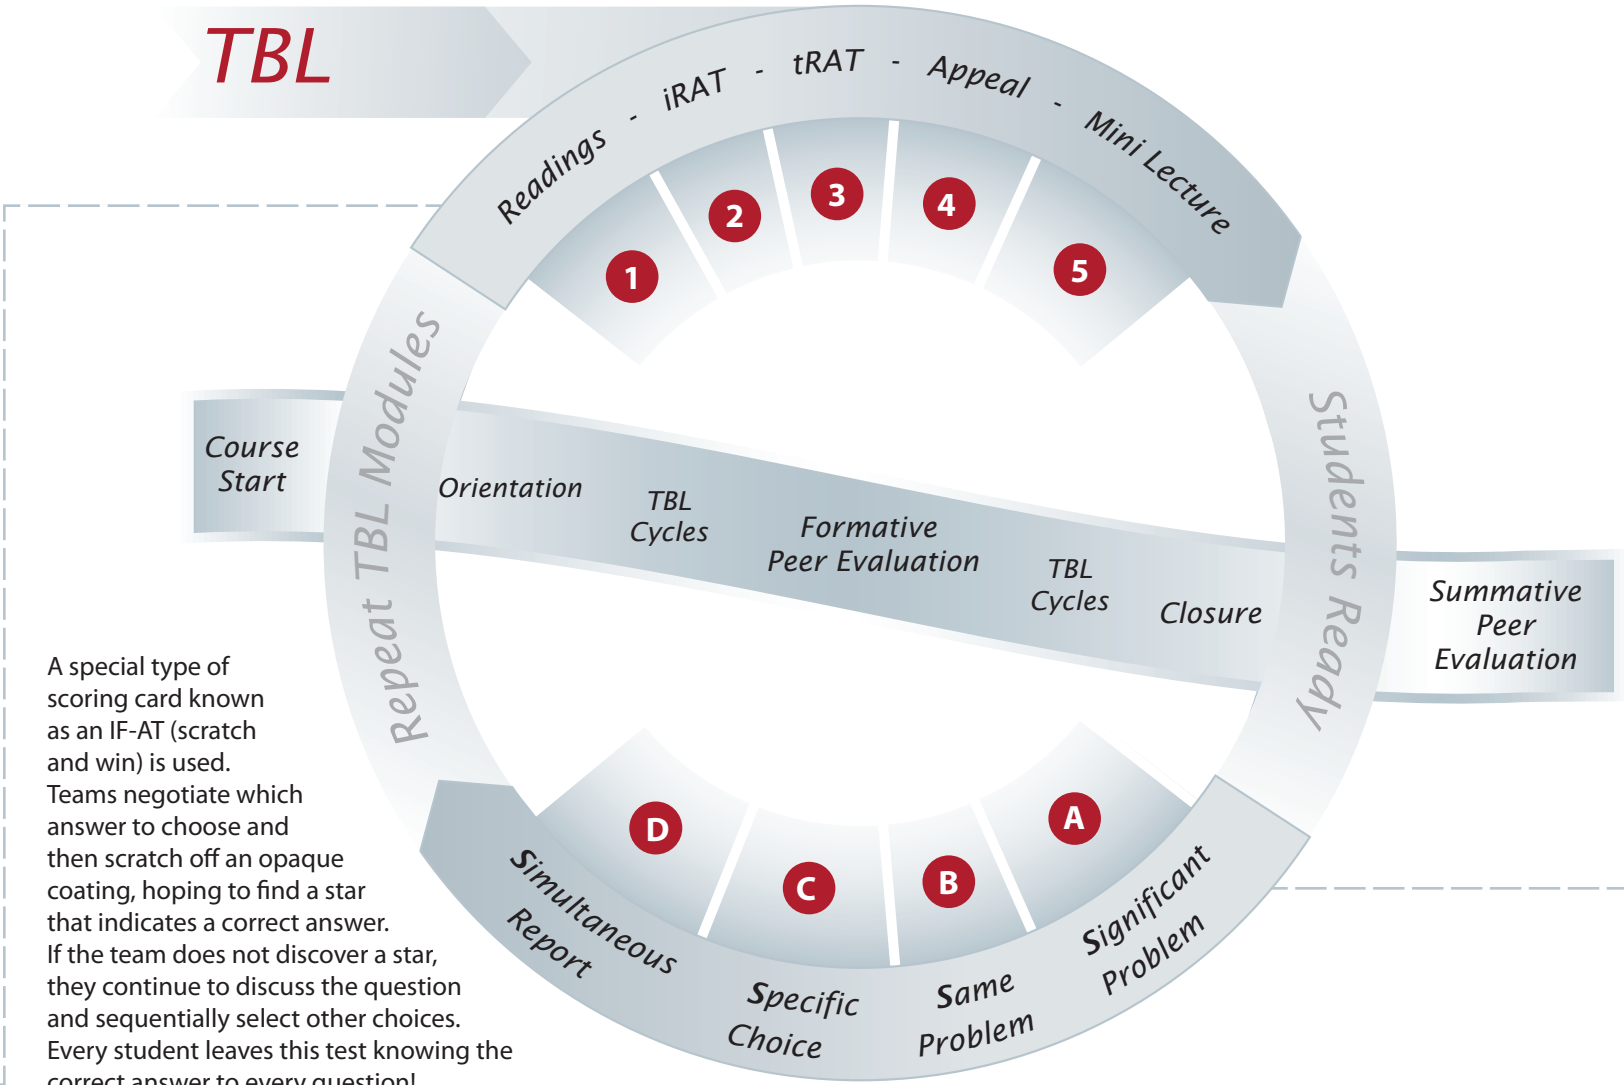 TBL
Readings - iRAT - tRAT - Appeal - Mini Lecture
1
2
3
4
5
Repeat TBL Modules
Students Ready
Course
Start
Orientation
TBL
Cycles
Formative
Peer Evaluation
TBL
Cycles
Closure
Summative
Peer
Evaluation
A special type of
scoring card known
as an IF-AT (scratch
and win) is used.
Teams negotiate which
answer to choose and
then scratch off an opaque
coating, hoping to find a star
that indicates a correct answer.
If the team does not discover a star,
they continue to discuss the question
and sequentially select other choices.
Every student leaves this test knowing the
correct answer to every question!
D
C
B
A
Simultaneous
Report
Specific
Choice
Same
Problem
Significant
Problem